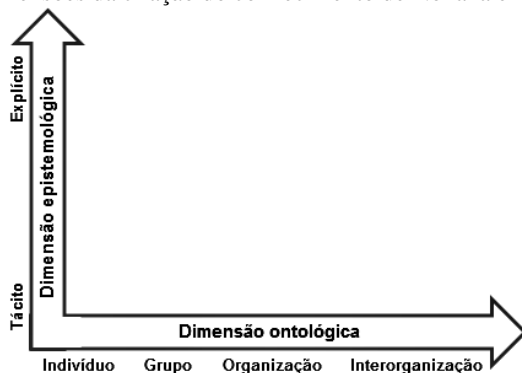 Explícito
Dimensão epistemológica
Tácito
Dimensão ontológica
Indivíduo Grupo Organização Interorganização